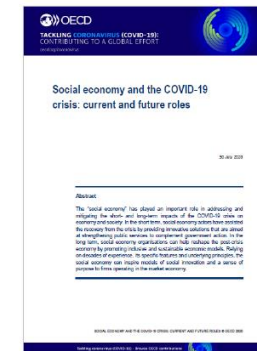 OECD
TACKLING CORONAVIRUS (COVID-19):
CONTRIBUTING TO A GLOBAL EFFORT
Social economy and the COVID-19
crisis: current and future roles
30 July 2020
Abstract
The "social economy" has played an important role in addressing and
mitigating the short- and long-term impacts of the COVID-19 crisis on
economy and society. In the short term, social economy actors have assisted
the recovery from the crisis by providing innovative solutions that are aimed
at strengthening public services to complement government action. In the
long term, social economy organisations can help reshape the post-crisis
economy by promoting inclusive and sustainable economic models. Relying
on decades of experience, its specific features and underlying principles, the
social economy can inspire models of social innovation and a sense of
purpose to firms operating in the market economy.
SOCIAL ECONOMY AND THE COVID-19 CRISIS: CURRENT AND FUTURE ROLES © OECD 2020